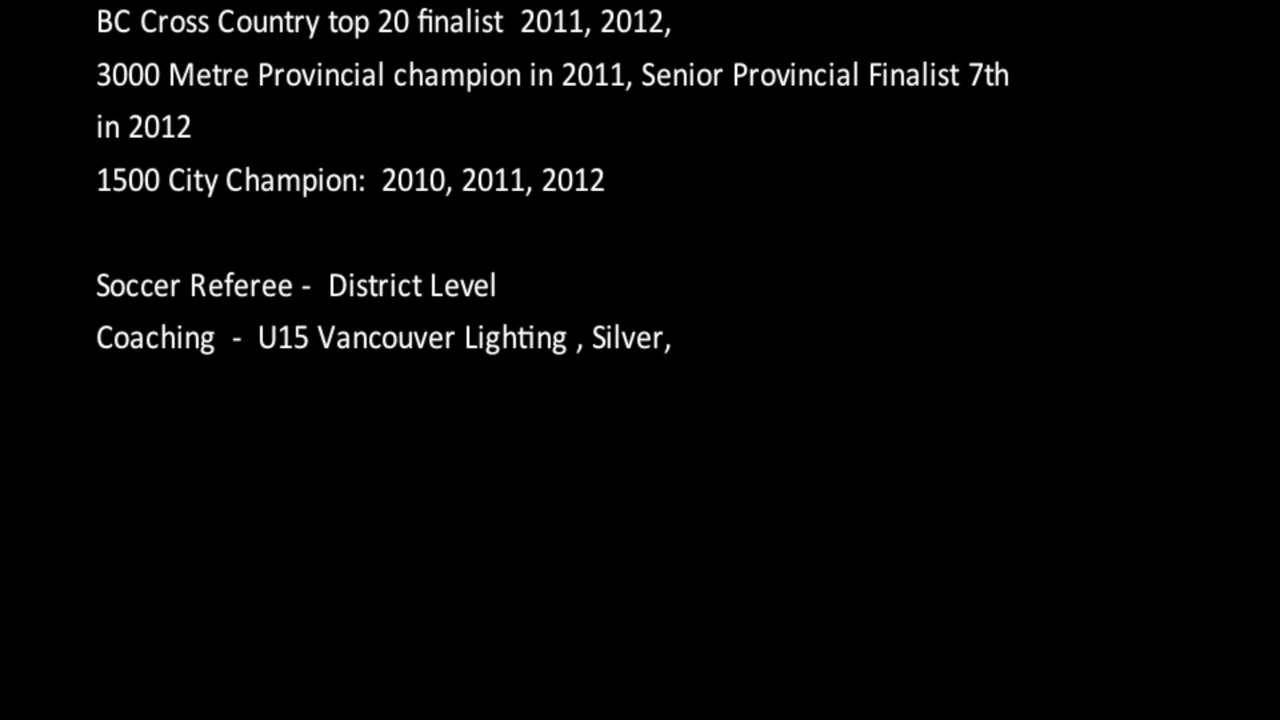 BC Cross Country top 20 finalist  2011, 2012,
3000 Metre Provincial champion in 2011, Senior Provincial Finalist 7th
in 2012
1500 City Champion:  2010, 2011, 2012
Soccer Referee -  District Level
Coaching  -  U15 Vancouver Lighting , Silver,